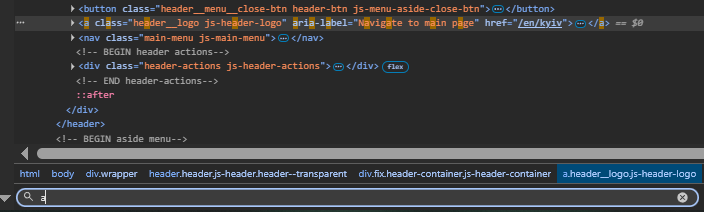 <button class="header__menu__close-btn header-btn js-menu-aside-close-btn">…</button>
… <a class="header__logo js-header-logo" aria-label="Navigate to main page" href="/en/kyiv">…</a> == $0
<nav class="main-menu js-main-menu">…</nav>
<!-- BEGIN header actions-->
<div class="header-actions js-header-actions">…</div> flex
<!-- END header-actions-->
::after
</div>
</header>
<!-- BEGIN aside menu-->
html body div.wrapper header.header.js-header.header--transparent div.fix.header-container.js-header-container a.header__logo.js-header-logo
a